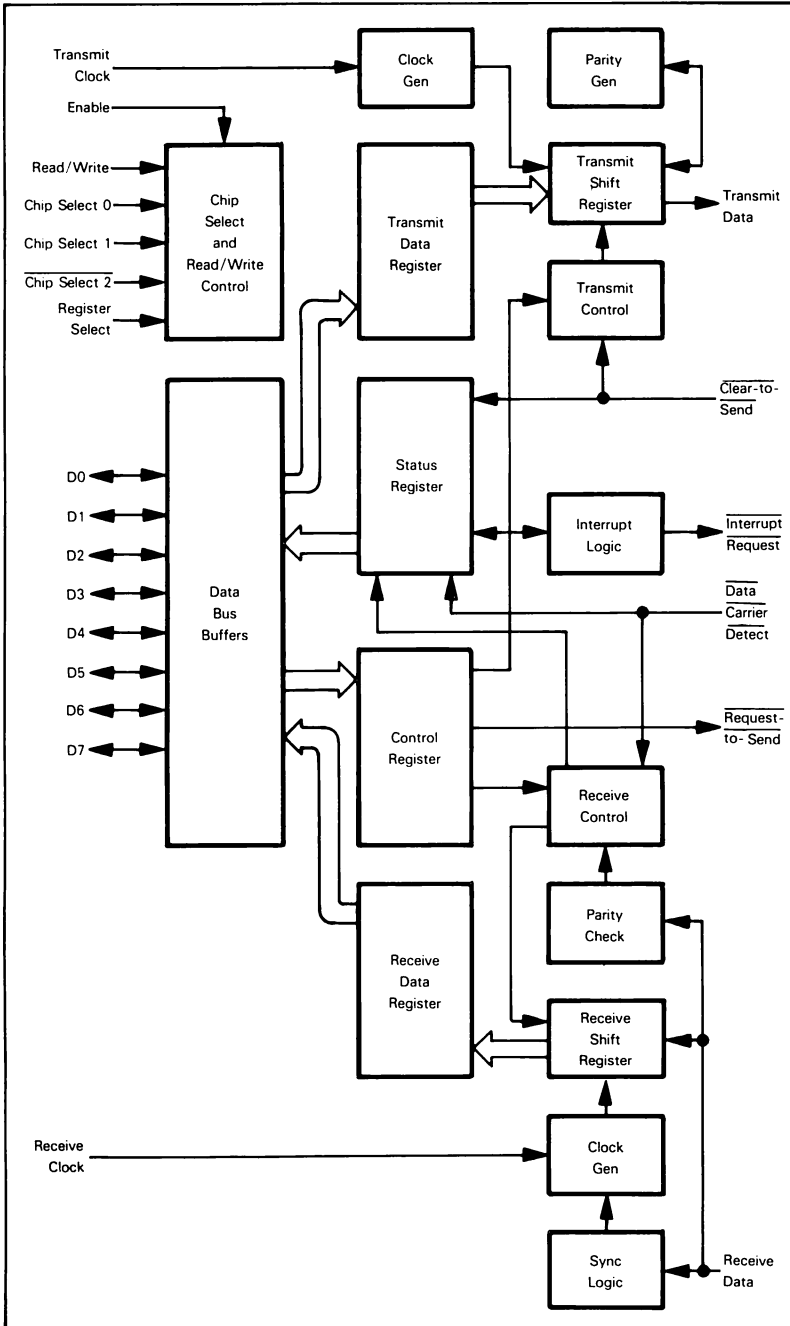 Transmit
Clock
Clock
Gen
Parity
Gen
Enable
Read/Write
Chip Select 0
Chip Select 1
Chip Select 2
Register
Select
Chip
Select
and
Read/Write
Control
Transmit
Data
Register
Transmit
Shift
Register
Transmit
Data
Transmit
Control
Clear-to-
Send
Status
Register
Interrupt
Logic
Interrupt
Request
Data
Carrier
Detect
D0
D1
D2
D3
D4
D5
D6
D7
Data
Bus
Buffers
Control
Register
Request-
to-Send
Receive
Control
Parity
Check
Receive
Data
Register
Receive
Shift
Register
Receive
Clock
Clock
Gen
Sync
Logic
Receive
Data